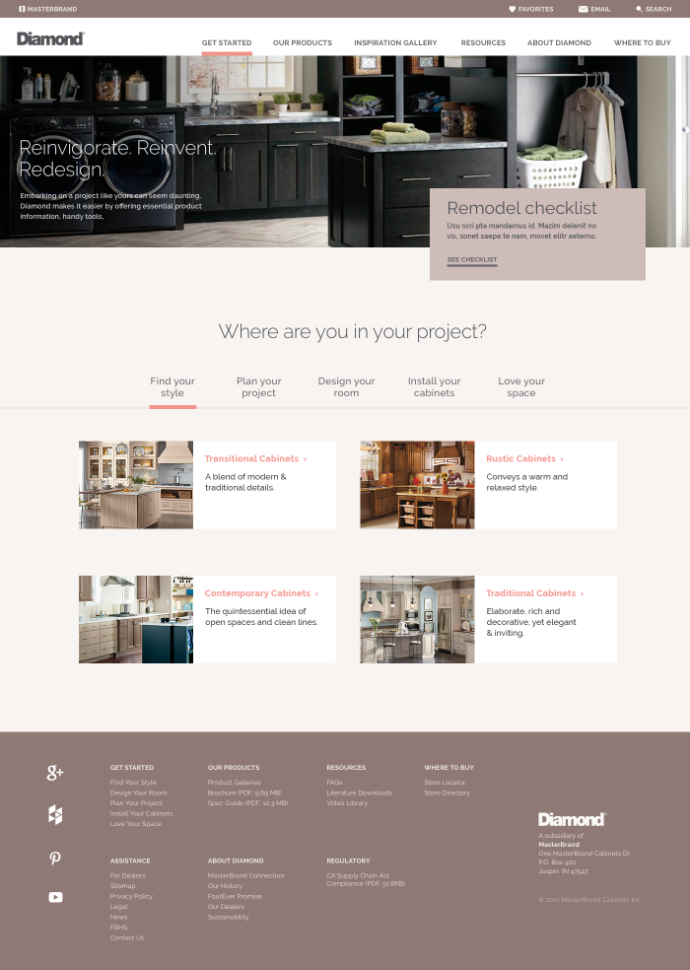 MASTERBRAND
FAVORITES EMAIL SEARCH
Diamond
GET STARTED OUR PRODUCTS INSPIRATION GALLERY RESOURCES ABOUT DIAMOND WHERE TO BUY
Reinvigorate. Reinvent.
Redesign.
Embarking on a project like yours can seem daunting.
Diamond makes it easier by offering essential product
information, handy tools,
Remodel checklist
Usu scri pta mandamus id. Mazim delenit no
vis, sonet saepe te nam, movet elitr aeterno.
SEE CHECKLIST
Where are you in your project?
Find your
style
Plan your
project
Design your
room
Install your
cabinets
Love your
space
Transitional Cabinets ›
A blend of modern &
traditional details.
Rustic Cabinets ›
Conveys a warm and
relaxed style.
Contemporary Cabinets ›
The quintessential idea of
open spaces and clean lines.
Traditional Cabinets ›
Elaborate, rich and
decorative, yet elegant
& inviting.
g+
GET STARTED
Find Your Style
Design Your Room
Plan Your Project
Install Your Cabinets
Love Your Space
OUR PRODUCTS
Product Galleries
Brochure (PDF, 9.69 MB)
Spec Guide (PDF, 10.3 MB)
RESOURCES
FAQs
Literature Downloads
Video Library
WHERE TO BUY
Store Locator
Store Directory
ASSISTANCE
For Dealers
Sitemap
Privacy Policy
Legal
News
FBHS
Contact Us
ABOUT DIAMOND
MasterBrand Connection
Our History
FourEver Promise
Our Dealers
Sustainability
REGULATORY
CA Supply Chain Act
Compliance (PDF, 51.8KB)
Diamond
A subsidiary of
MasterBrand
One MasterBrand Cabinets Dr.
P.O. Box 420
Jasper, IN 47547
© 2017 MasterBrand Cabinets Inc